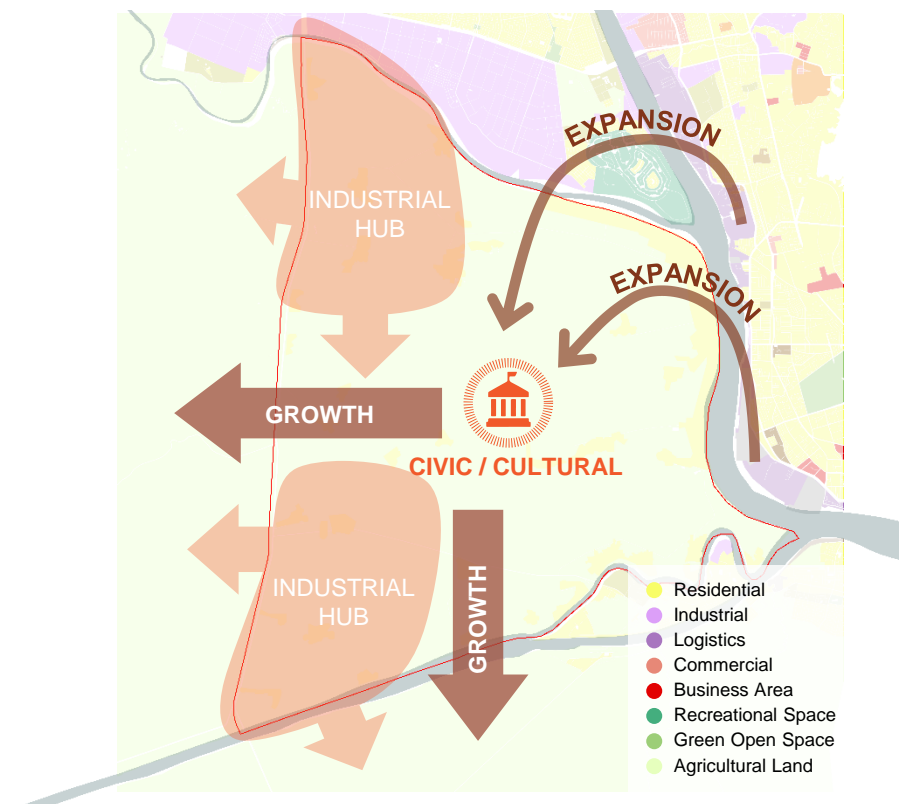 EXPANSION
INDUSTRIAL
HUB
EXPANSION
GROWTH
CIVIC / CULTURAL
INDUSTRIAL
HUB
GROWTH
Residential
Industrial
Logistics
Commercial
Business Area
Recreational Space
Green Open Space
Agricultural Land